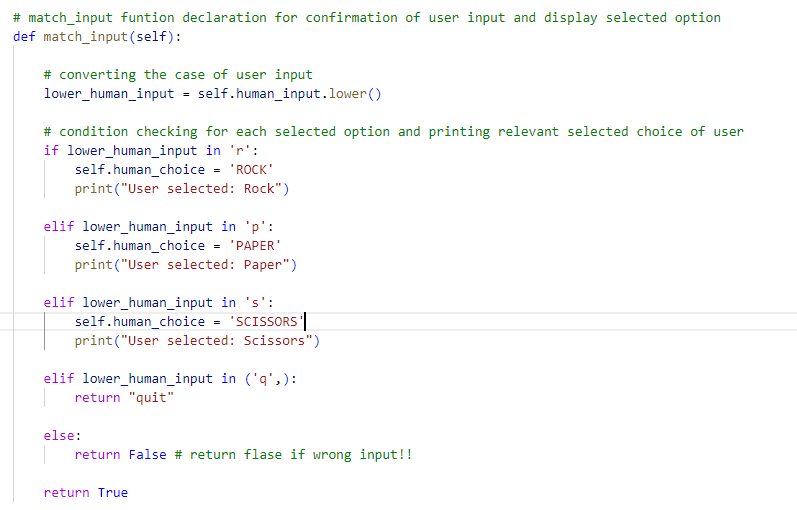 # match_input funtion declaration for confirmation of user input and display selected option
def match_input(self):
# converting the case of user input
lower_human_input = self.human_input.lower()
# condition checking for each selected option and printing relevant selected choice of user
if lower_human_input in 'r':
self.human_choice = 'ROCK'
print("User selected: Rock")
elif lower_human_input in 'p':
self.human_choice = 'PAPER'
print("User selected: Paper")
elif lower_human_input in 's':
self.human_choice = 'SCISSORS'
print("User selected: Scissors")
elif lower_human_input in ('q',):
return "quit"
else:
return False # return flase if wrong input!!
return True